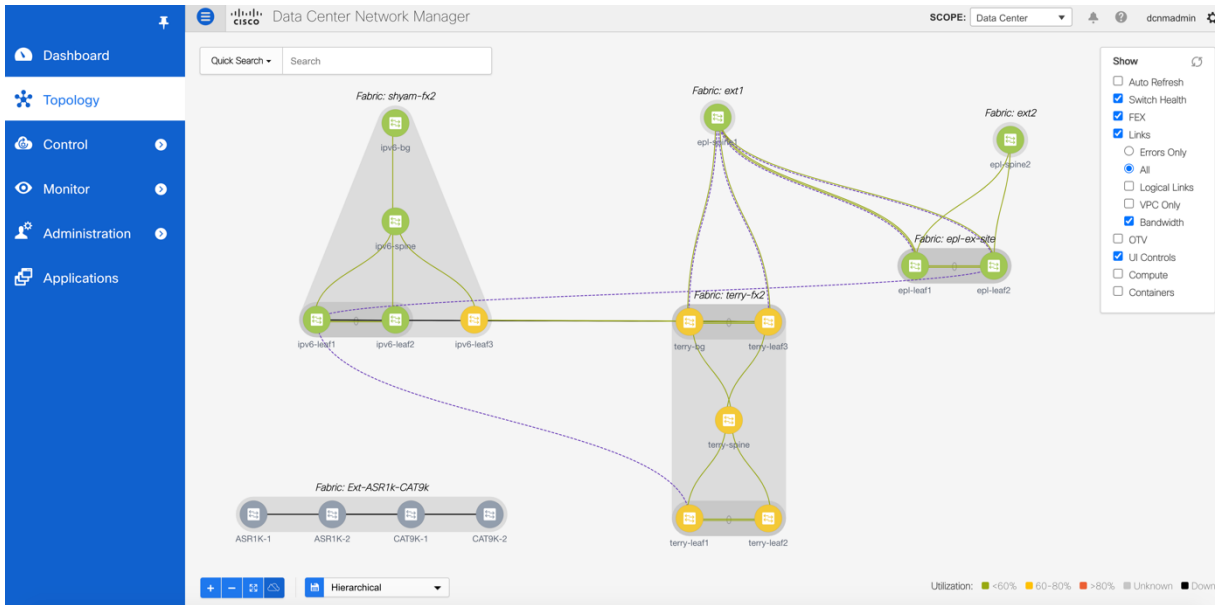 cisco Data Center Network Manager
SCOPE: Data Center
dcnmadmin
Dashboard
Topology
Control
Monitor
Administration
Applications
Quick Search
Search
Fabric: shyam-fx2
ipv6-bg
ipv6-spine
ipv6-leaf1
ipv6-leaf2
ipv6-leaf3
Fabric: ext1
epl-spine1
Fabric: ext2
epl-spine2
Fabric: epl-ex-site
epl-leaf1
epl-leaf2
Fabric: terry-fx2
terry-bg
terry-leaf3
terry-spine
terry-leaf1
terry-leaf2
Fabric: Ext-ASR1k-CAT9k
ASR1K-1
ASR1K-2
CAT9K-1
CAT9K-2
Show
Auto Refresh
Switch Health
FEX
Links
Errors Only
All
Logical Links
VPC Only
Bandwidth
OTV
UI Controls
Compute
Containers
Hierarchical
Utilization: <60% 60-80% >80% Unknown Down